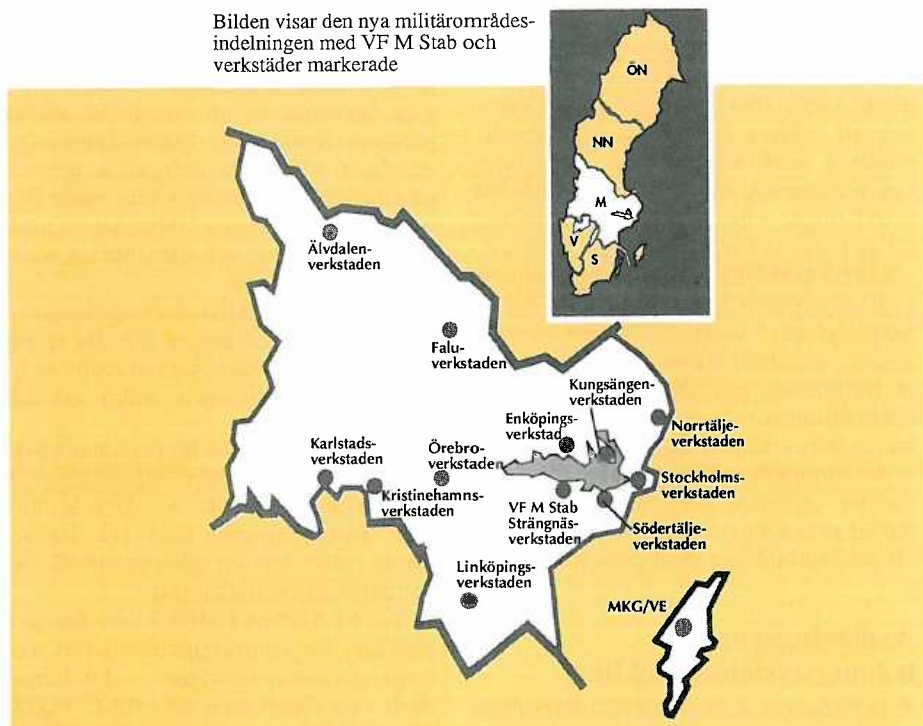 Bilden visar den nya militärområdes-
indelningen med VF M Stab och
verkstäder markerade
ÖN
NN
M
V
S
Älvdalen-
verkstaden
Falu-
verkstaden
Kungsängen-
verkstaden
Enköpings-
verkstad
Norrtälje-
verkstaden
Karlstads-
verkstaden
Örebro-
verkstaden
Stockholms-
verkstaden
Kristinehamns-
verkstaden
VF M Stab
Strängnäs-
verkstaden
Södertälje-
verkstaden
Linköpings-
verkstaden
MKG/VE